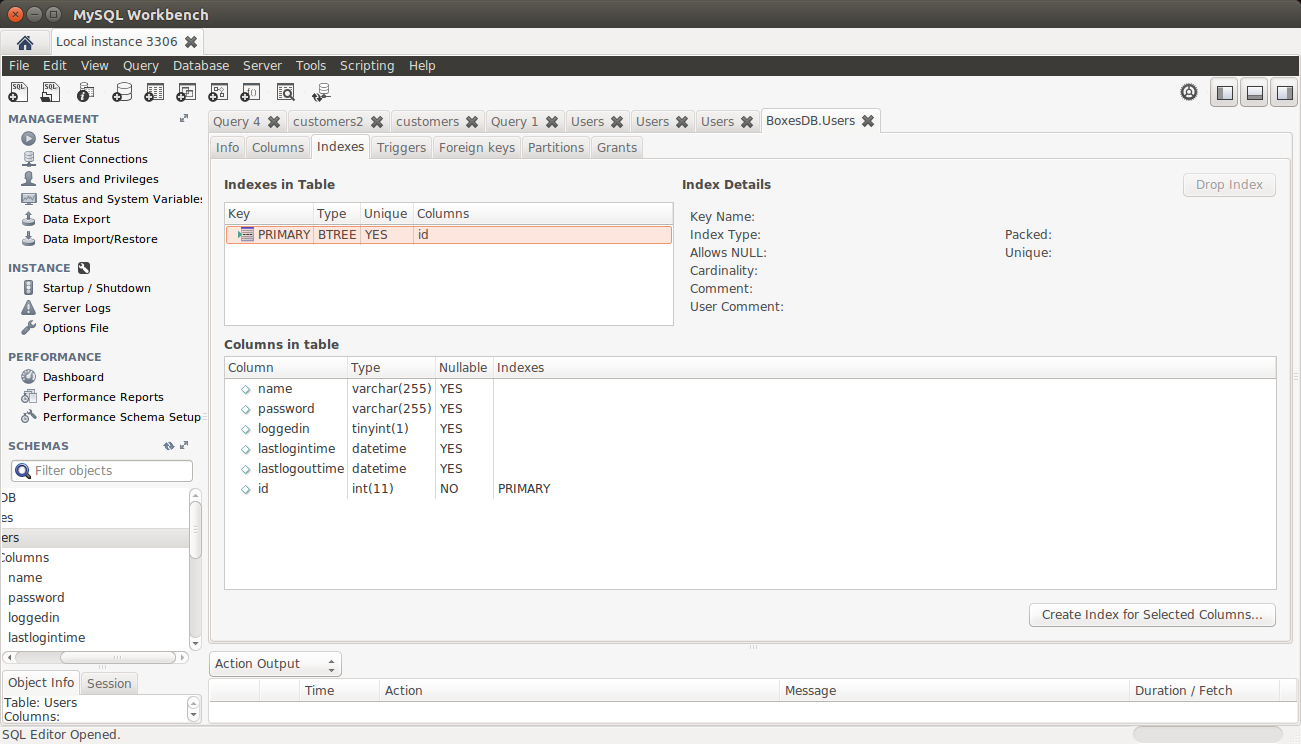 MySQL Workbench
Local instance 3306
File Edit View Query Database Server Tools Scripting Help
MANAGEMENT
Server Status
Client Connections
Users and Privileges
Status and System Variables
Data Export
Data Import/Restore
INSTANCE
Startup / Shutdown
Server Logs
Options File
PERFORMANCE
Dashboard
Performance Reports
Performance Schema Setup
SCHEMAS
Filter objects
DB
es
ers
Columns
name
password
loggedin
lastlogintime
Object Info Session
Table: Users
Columns:
Query 4 customers2 customers Query 1 Users Users Users BoxesDB.Users
Info Columns Indexes Triggers Foreign keys Partitions Grants
Indexes in Table
Key Type Unique Columns
PRIMARY BTREE YES id
Index Details
Drop Index
Key Name:
Index Type: Packed:
Allows NULL: Unique:
Cardinality:
Comment:
User Comment:
Columns in table
Column Type Nullable Indexes
name varchar(255) YES
password varchar(255) YES
loggedin tinyint(1) YES
lastlogintime datetime YES
lastlogouttime datetime YES
id int(11) NO PRIMARY
Create Index for Selected Columns...
Action Output
Time Action Message Duration / Fetch
SQL Editor Opened.